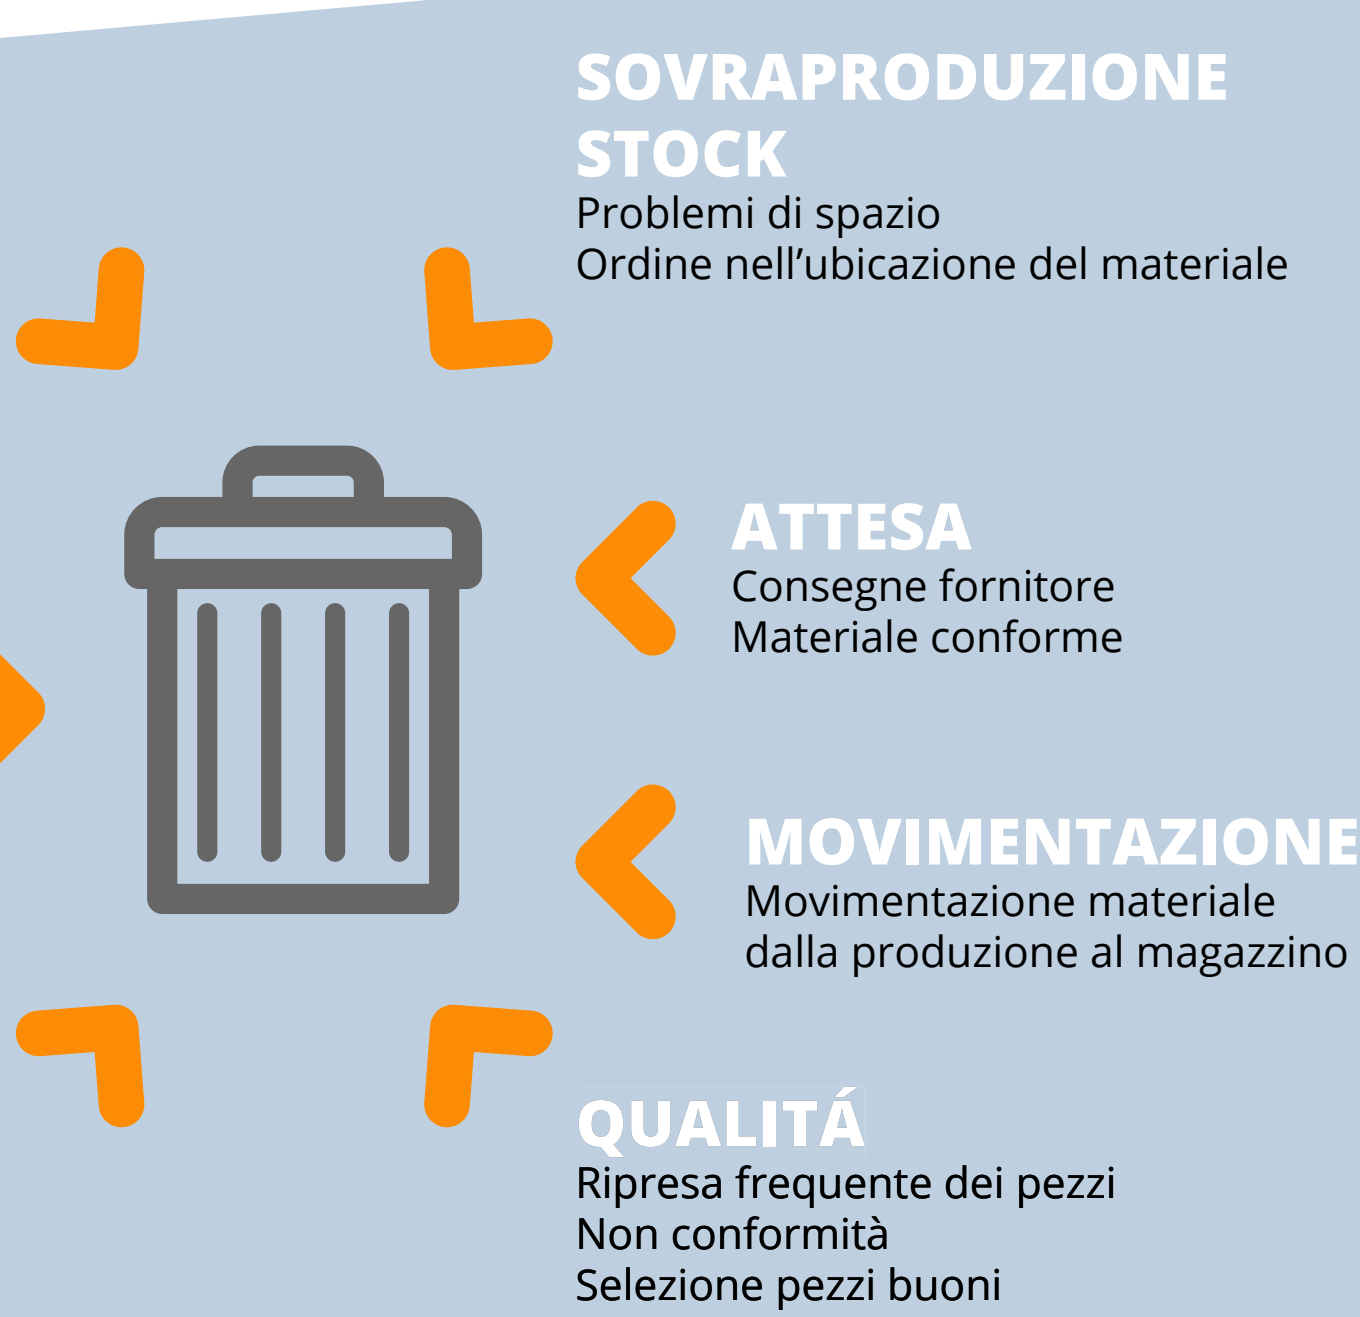 SOVRAPRODUZIONE
STOCK
Problemi di spazio
Ordine nell’ubicazione del materiale
ATTESA
Consegne fornitore
Materiale conforme
MOVIMENTAZIONE
Movimentazione materiale
dalla produzione al magazzino
QUALITÁ
Ripresa frequente dei pezzi
Non conformità
Selezione pezzi buoni